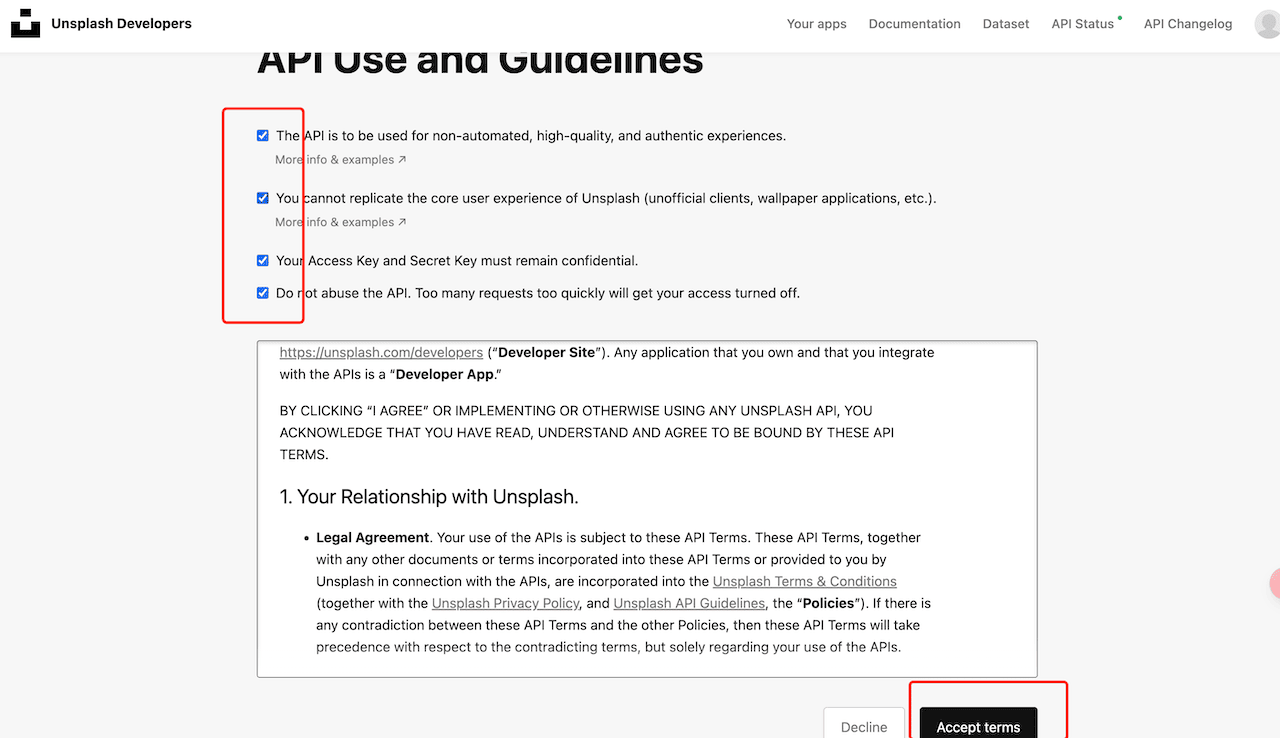 Unsplash Developers
Your apps
Documentation
Dataset
API Status
API Changelog
API Use and Guidelines
The API is to be used for non-automated, high-quality, and authentic experiences.
More info & examples ↗
You cannot replicate the core user experience of Unsplash (unofficial clients, wallpaper applications, etc.).
More info & examples ↗
Your Access Key and Secret Key must remain confidential.
Do not abuse the API. Too many requests too quickly will get your access turned off.
https://unsplash.com/developers (“Developer Site”). Any application that you own and that you integrate
with the APIs is a “Developer App.”
BY CLICKING “I AGREE” OR IMPLEMENTING OR OTHERWISE USING ANY UNSPLASH API, YOU
ACKNOWLEDGE THAT YOU HAVE READ, UNDERSTAND AND AGREE TO BE BOUND BY THESE API
TERMS.
1. Your Relationship with Unsplash.
• Legal Agreement. Your use of the APIs is subject to these API Terms. These API Terms, together
with any other documents or terms incorporated into these API Terms or provided to you by
Unsplash in connection with the APIs, are incorporated into the Unsplash Terms & Conditions
(together with the Unsplash Privacy Policy, and Unsplash API Guidelines, the “Policies”). If there is
any contradiction between these API Terms and the other Policies, then these API Terms will take
precedence with respect to the contradicting terms, but solely regarding your use of the APIs.
Decline
Accept terms